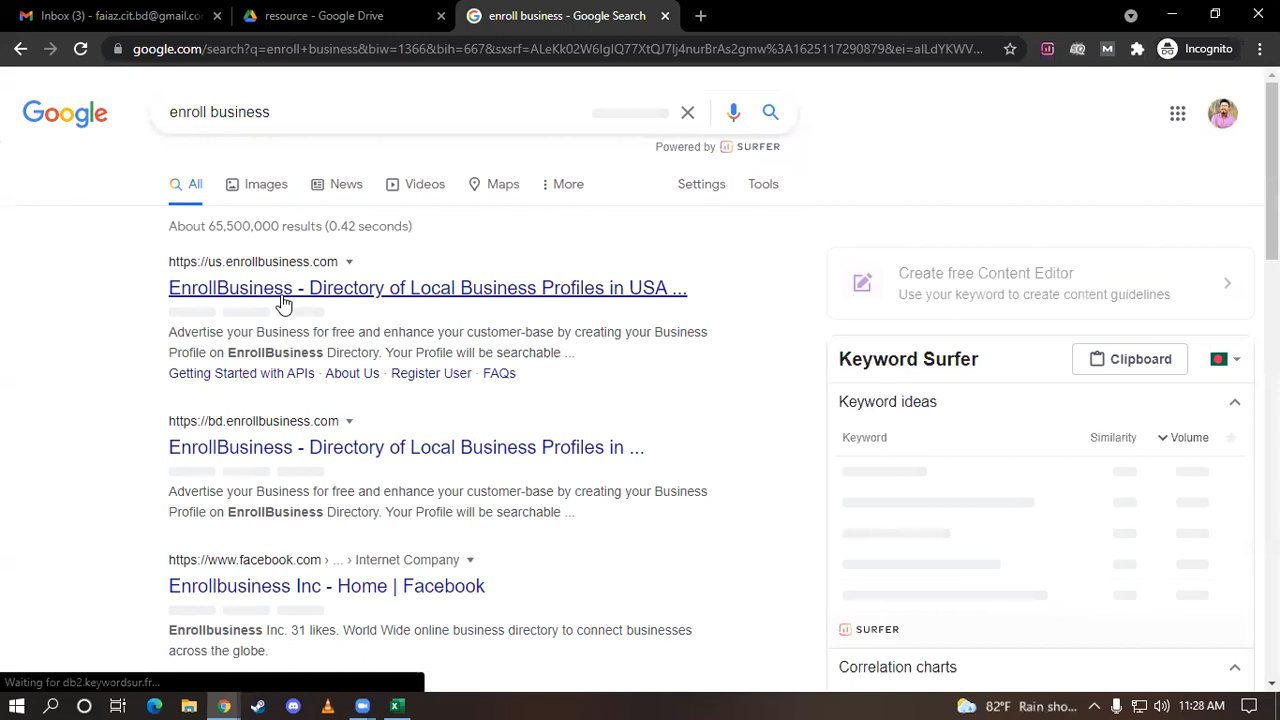 Inbox (3) - faiaz.cit.bd@gmail.co
resource - Google Drive
enroll business - Google Search
google.com/search?q=enroll+business&biw=1366&bih=667&sxsrf=ALeKk02W6lglQ77XtQJ7lj4nurBrAs2gmw%3A1625117290879&ei=alLdYKWV...
Incognito
Google
enroll business
Powered by SURFER
All Images News Videos Maps More Settings Tools
About 65,500,000 results (0.42 seconds)
https://us.enrollbusiness.com
EnrollBusiness - Directory of Local Business Profiles in USA ...
Advertise your Business for free and enhance your customer-base by creating your Business
Profile on EnrollBusiness Directory. Your Profile will be searchable ...
Getting Started with APIs · About Us · Register User · FAQs
https://bd.enrollbusiness.com
EnrollBusiness - Directory of Local Business Profiles in ...
Advertise your Business for free and enhance your customer-base by creating your Business
Profile on EnrollBusiness Directory. Your Profile will be searchable ...
https://www.facebook.com › ... › Internet Company
Enrollbusiness Inc - Home | Facebook
Enrollbusiness Inc. 31 likes. World Wide online business directory to connect businesses
across the globe.
Create free Content Editor
Use your keyword to create content guidelines
Keyword Surfer
Clipboard
Keyword ideas
Keyword Similarity Volume
SURFER
Correlation charts
Waiting for db2.keywordsur.fr...
82°F Rain sho...
11:28 AM